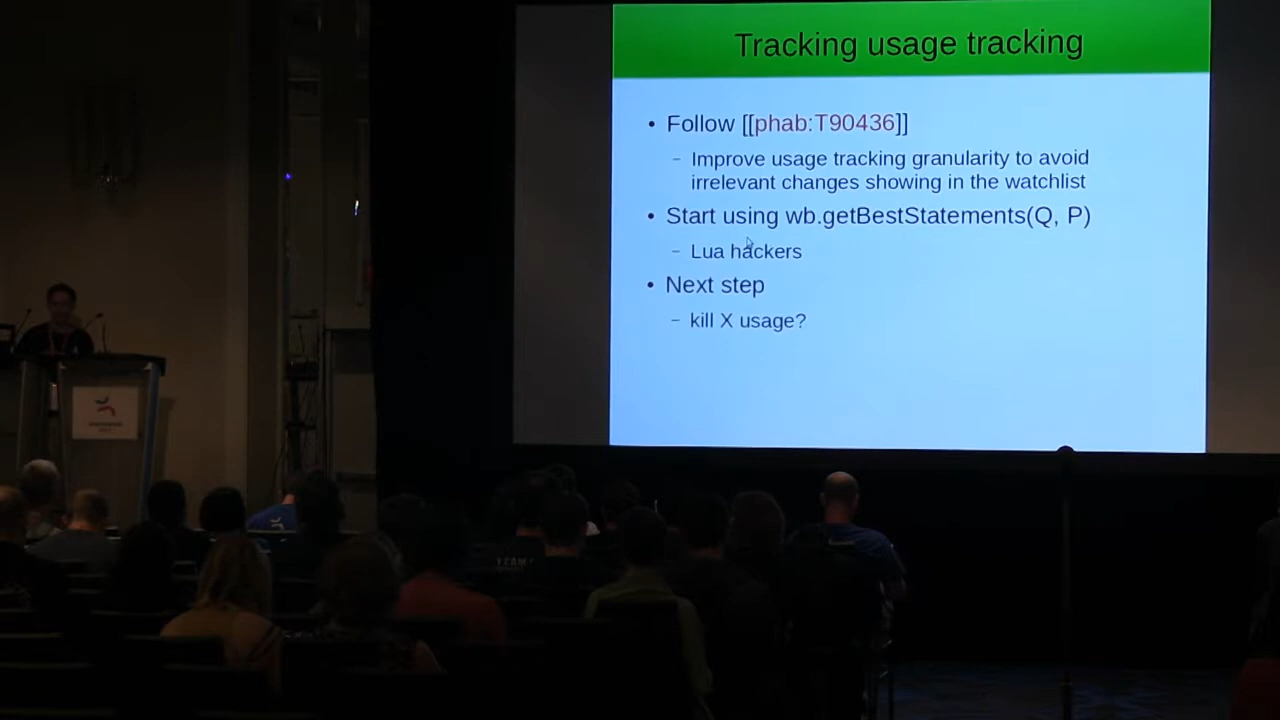 Tracking usage tracking
• Follow [[phab:T90436]]
– Improve usage tracking granularity to avoid
irrelevant changes showing in the watchlist
• Start using wb.getBestStatements(Q, P)
– Lua hackers
• Next step
– kill X usage?